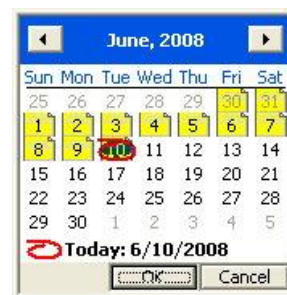 June, 2008
Sun Mon Tue Wed Thu Fri Sat
25 26 27 28 29 30 31
1 2 3 4 5 6 7
8 9 10 11 12 13 14
15 16 17 18 19 20 21
22 23 24 25 26 27 28
29 30 1 2 3 4 5
Today: 6/10/2008
OK Cancel